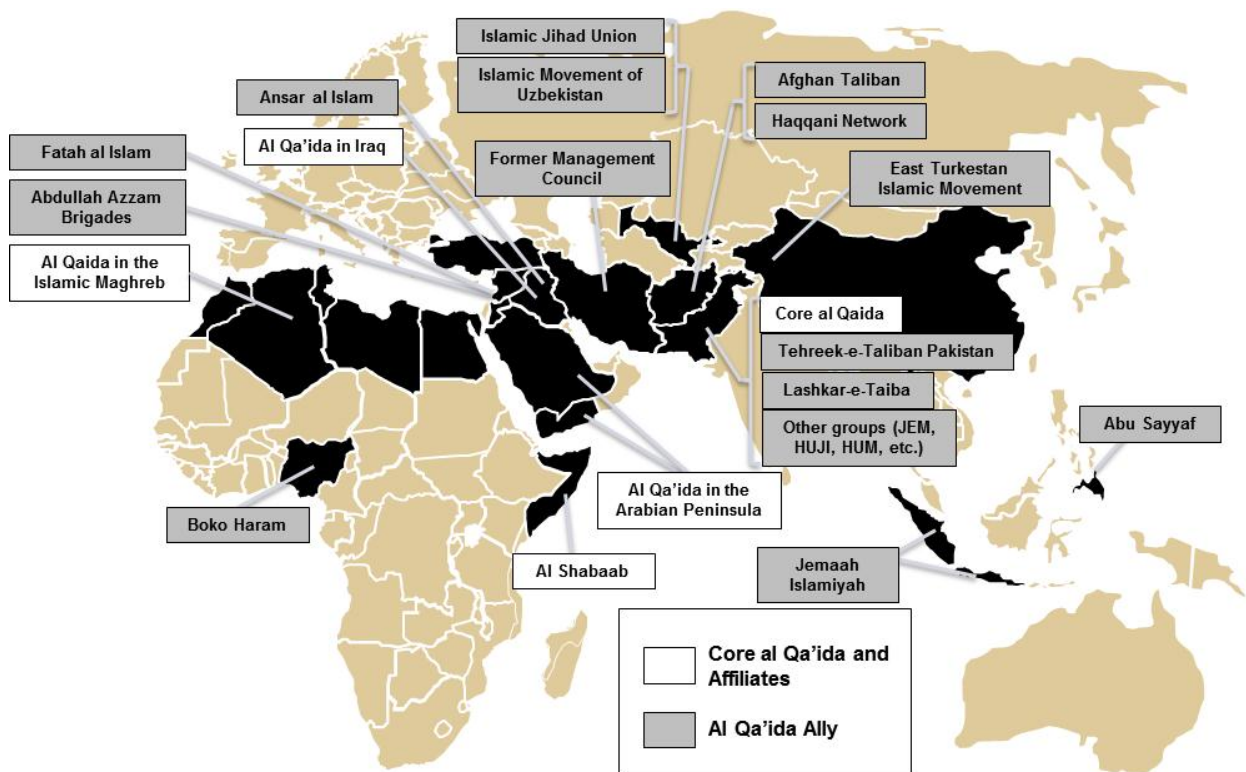 Islamic Jihad Union
Islamic Movement of
Uzbekistan
Afghan Taliban
Haqqani Network
Ansar al Islam
Al Qa’ida in Iraq
Fatah al Islam
Abdullah Azzam
Brigades
Al Qaida in the
Islamic Maghreb
Former Management
Council
East Turkestan
Islamic Movement
Core al Qaida
Tehreek-e-Taliban Pakistan
Lashkar-e-Taiba
Other groups (JEM,
HUJI, HUM, etc.)
Abu Sayyaf
Boko Haram
Al Qa’ida in the
Arabian Peninsula
Al Shabaab
Jemaah
Islamiyah
Core al Qa’ida and
Affiliates
Al Qa’ida Ally